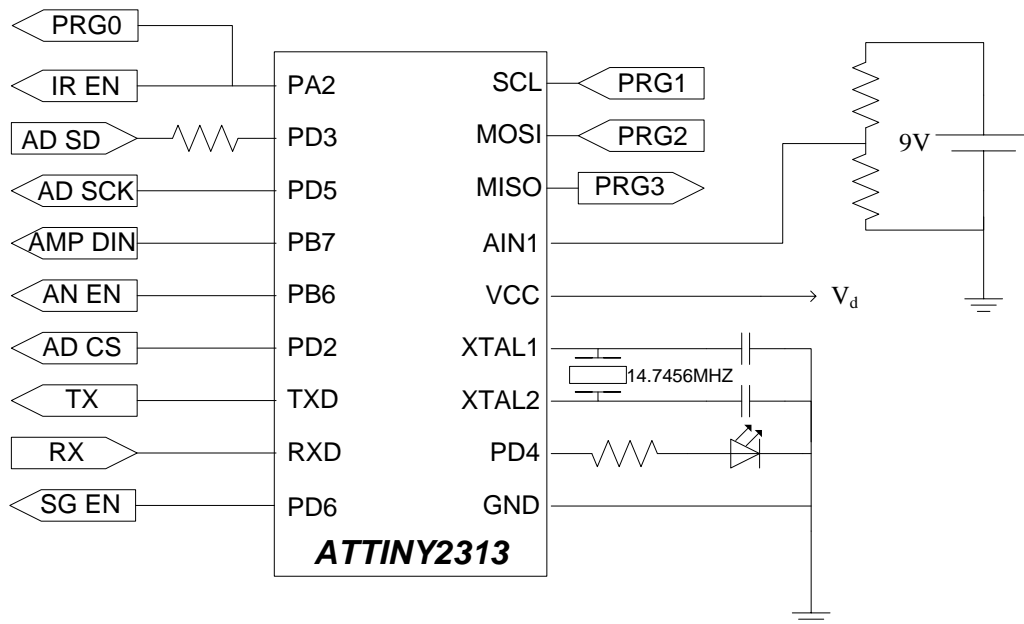 PRG0
IR EN
AD SD
AD SCK
AMP DIN
AN EN
AD CS
TX
RX
SG EN
PA2
PD3
PD5
PB7
PB6
PD2
TXD
RXD
PD6
SCL
MOSI
MISO
AIN1
VCC
XTAL1
XTAL2
PD4
GND
ATTINY2313
PRG1
PRG2
PRG3
9V
Vd
14.7456MHZ